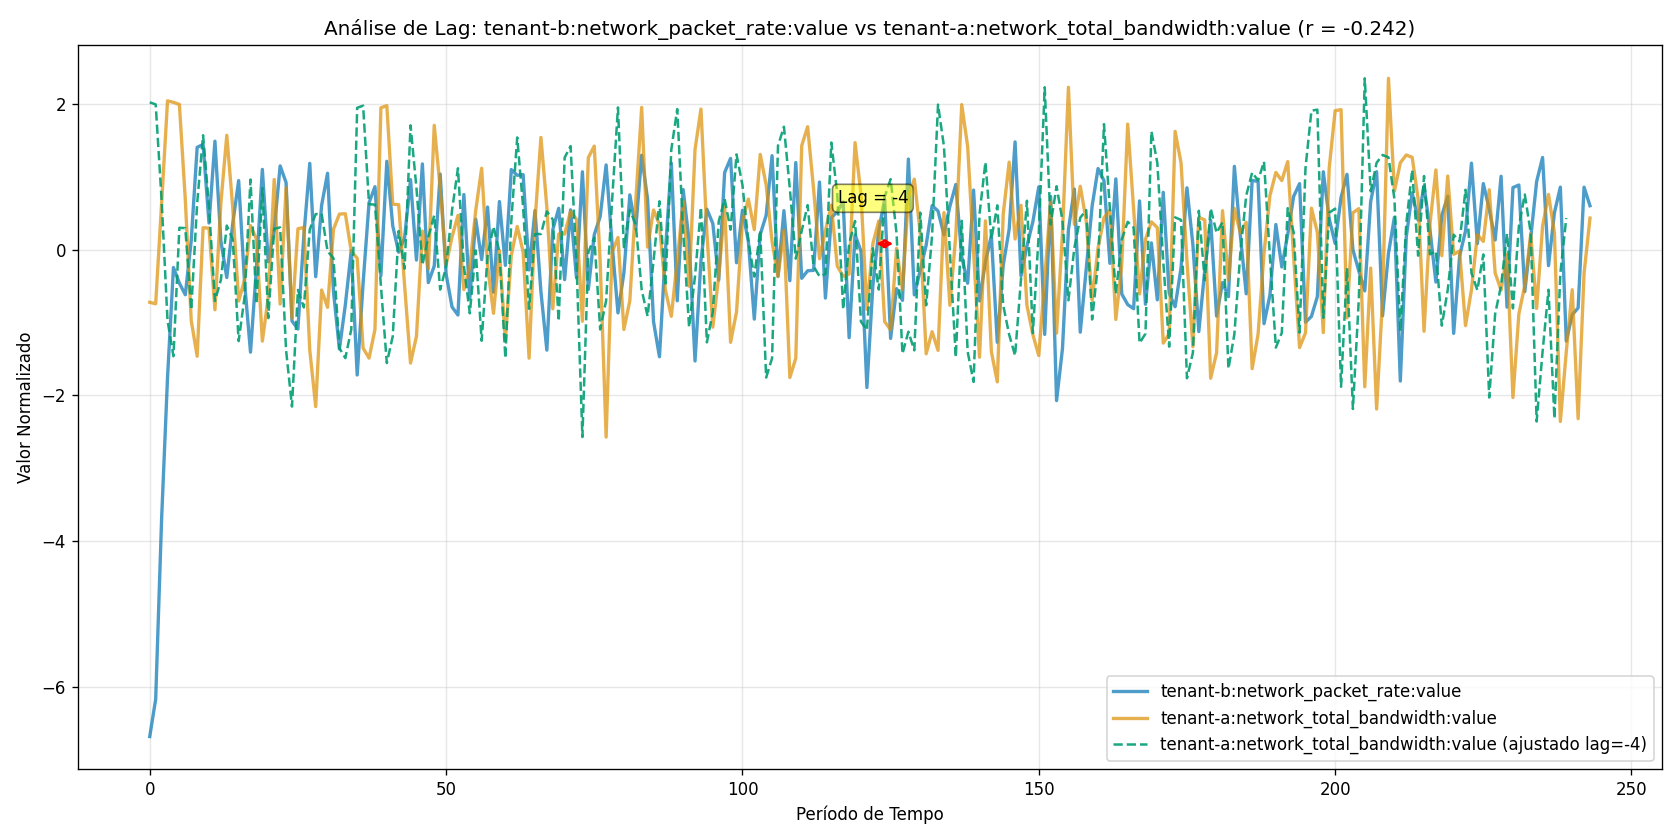 Análise de Lag: tenant-b:network_packet_rate:value vs tenant-a:network_total_bandwidth:value (r = -0.242)
Valor Normalizado
2
0
−2
−4
−6
Lag = -4
tenant-b:network_packet_rate:value
tenant-a:network_total_bandwidth:value
tenant-a:network_total_bandwidth:value (ajustado lag=-4)
0
50
100
150
200
250
Período de Tempo